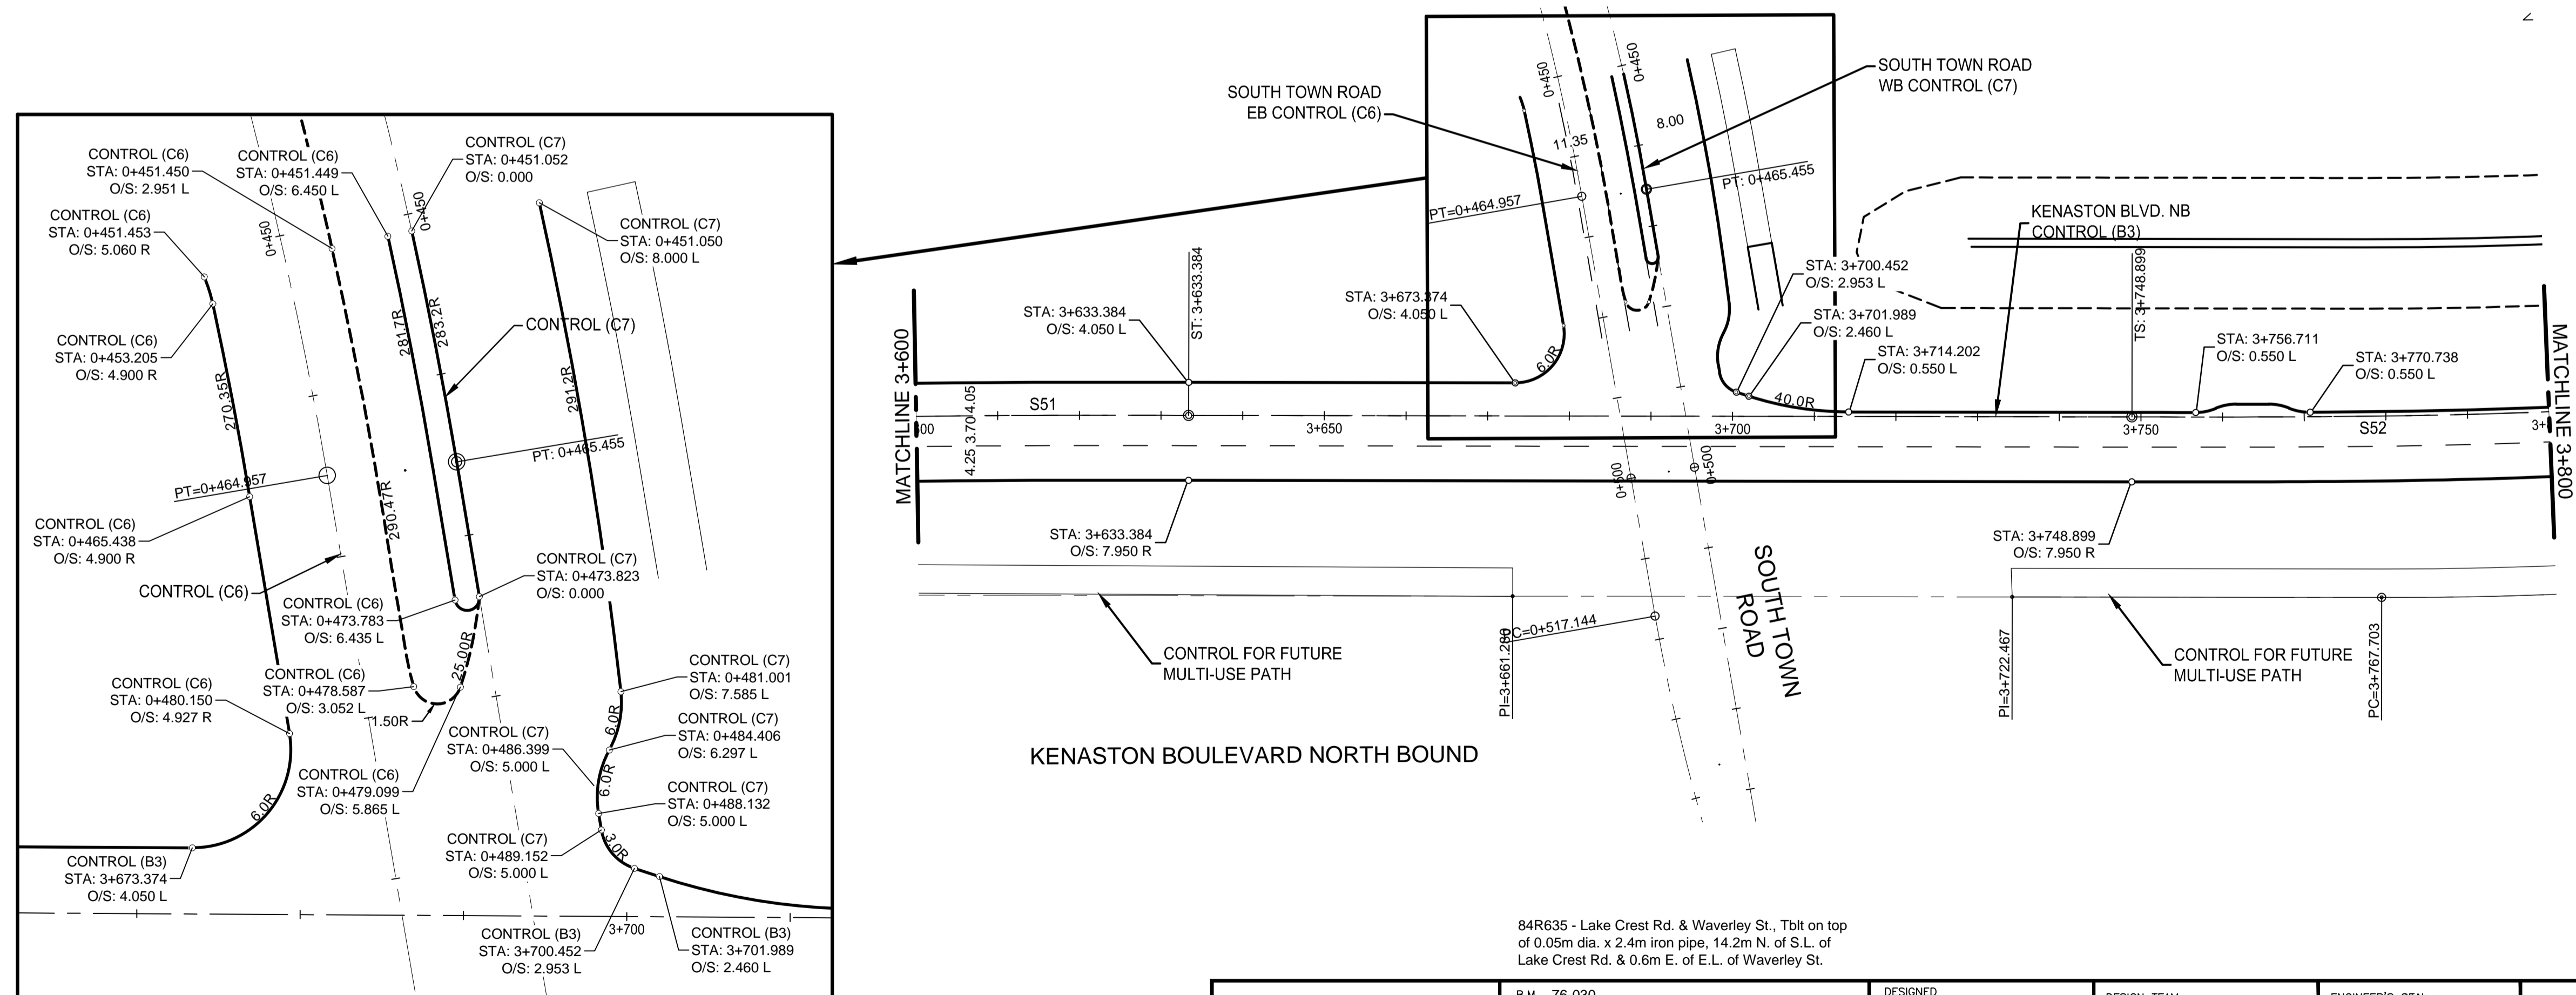 CONTROL (C6)
STA: 0+451.450
O/S: 2.951 L
CONTROL (C6)
STA: 0+451.449
O/S: 6.450 L
CONTROL (C7)
STA: 0+451.052
O/S: 0.000
CONTROL (C6)
STA: 0+451.453
O/S: 5.060 R
0+450
0+450
CONTROL (C7)
STA: 0+451.050
O/S: 8.000 L
CONTROL (C6)
STA: 0+453.205
O/S: 4.900 R
281.7R
283.2R
CONTROL (C7)
270.35R
291.2R
PT=0+464.957
290.47R
PT: 0+465.455
CONTROL (C6)
STA: 0+465.438
O/S: 4.900 R
CONTROL (C6)
CONTROL (C7)
STA: 0+473.823
O/S: 0.000
CONTROL (C6)
STA: 0+473.783
O/S: 6.435 L
25.00R
CONTROL (C6)
STA: 0+478.587
O/S: 3.052 L
1.50R
CONTROL (C6)
STA: 0+480.150
O/S: 4.927 R
CONTROL (C7)
STA: 0+481.001
O/S: 7.585 L
6.0R
CONTROL (C7)
STA: 0+484.406
O/S: 6.297 L
CONTROL (C7)
STA: 0+486.399
O/S: 5.000 L
6.0R
CONTROL (C6)
STA: 0+479.099
O/S: 5.865 L
6.0R
CONTROL (C7)
STA: 0+488.132
O/S: 5.000 L
CONTROL (C7)
STA: 0+489.152
O/S: 5.000 L
3.0R
CONTROL (B3)
STA: 3+673.374
O/S: 4.050 L
3+700
CONTROL (B3)
STA: 3+700.452
O/S: 2.953 L
CONTROL (B3)
STA: 3+701.989
O/S: 2.460 L
SOUTH TOWN ROAD
EB CONTROL (C6)
0+450
0+450
SOUTH TOWN ROAD
WB CONTROL (C7)
8.00
11.35
PT=0+464.957
PT: 0+465.455
KENASTON BLVD. NB
CONTROL (B3)
STA: 3+633.384
O/S: 4.050 L
ST: 3+633.384
STA: 3+673.374
O/S: 4.050 L
6.0R
STA: 3+700.452
O/S: 2.953 L
STA: 3+701.989
O/S: 2.460 L
STA: 3+714.202
O/S: 0.550 L
40.0R
TS: 3+748.899
STA: 3+756.711
O/S: 0.550 L
STA: 3+770.738
O/S: 0.550 L
MATCHLINE 3+600
MATCHLINE 3+800
4.25 3.70 4.05
S51
3+650
3+700
3+750
S52
0+500
0+500
STA: 3+633.384
O/S: 7.950 R
STA: 3+748.899
O/S: 7.950 R
SOUTH TOWN
ROAD
C=0+517.144
PI=3+661.280
CONTROL FOR FUTURE
MULTI-USE PATH
PI=3+722.467
CONTROL FOR FUTURE
MULTI-USE PATH
PC=3+767.703
KENASTON BOULEVARD NORTH BOUND
84R635 - Lake Crest Rd. & Waverley St., Tblt on top
of 0.05m dia. x 2.4m iron pipe, 14.2m N. of S.L. of
Lake Crest Rd. & 0.6m E. of E.L. of Waverley St.
DESIGNED